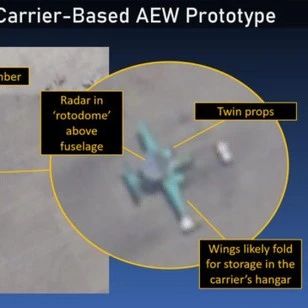 Carrier-Based AEW Prototype
Radar in
'rotodome'
above
fuselage
Twin props
Wings likely fold
for storage in the
carrier's hangar